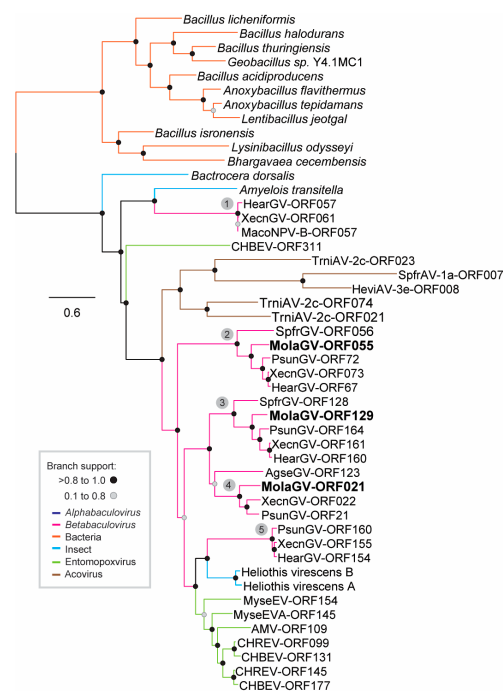 Bacillus licheniformis
Bacillus halodurans
Bacillus thuringiensis
Geobacillus sp. Y4.1MC1
Bacillus acidiproducens
Anoxybacillus flavithermus
Anoxybacillus tepidamans
Lentibacillus jeotgal
Bacillus isronensis
Lysinibacillus odysseyi
Bhargavaea cecembensis
Bactrocera dorsalis
Amyelois transitella
1
HearGV-ORF057
XecnGV-ORF061
MacoNPV-B-ORF057
CHBEV-ORF311
TrniAV-2c-ORF023
SpfrAV-1a-ORF007
HeviAV-3e-ORF008
0.6
TrniAV-2c-ORF074
TrniAV-2c-ORF021
SpfrGV-ORF056
2
MolaGV-ORF055
PsunGV-ORF72
XecnGV-ORF073
HearGV-ORF67
SpfrGV-ORF128
3
MolaGV-ORF129
PsunGV-ORF164
XecnGV-ORF161
HearGV-ORF160
AgseGV-ORF123
4
MolaGV-ORF021
XecnGV-ORF022
PsunGV-ORF21
5
PsunGV-ORF160
XecnGV-ORF155
HearGV-ORF154
Heliothis virescens B
Heliothis virescens A
MyseEV-ORF154
MyseEVA-ORF145
AMV-ORF109
CHREV-ORF099
CHBEV-ORF131
CHREV-ORF145
CHBEV-ORF177
Branch support:
>0.8 to 1.0
0.1 to 0.8
Alphabaculovirus
Betabaculovirus
Bacteria
Insect
Entomopoxvirus
Acovirus